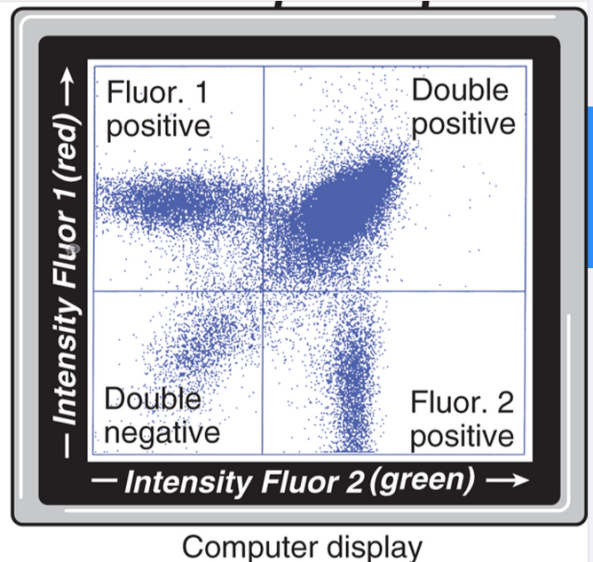 Fluor. 1
positive
Double
positive
Intensity Fluor 1 (red)
Double
negative
Fluor. 2
positive
Intensity Fluor 2 (green)
Computer display